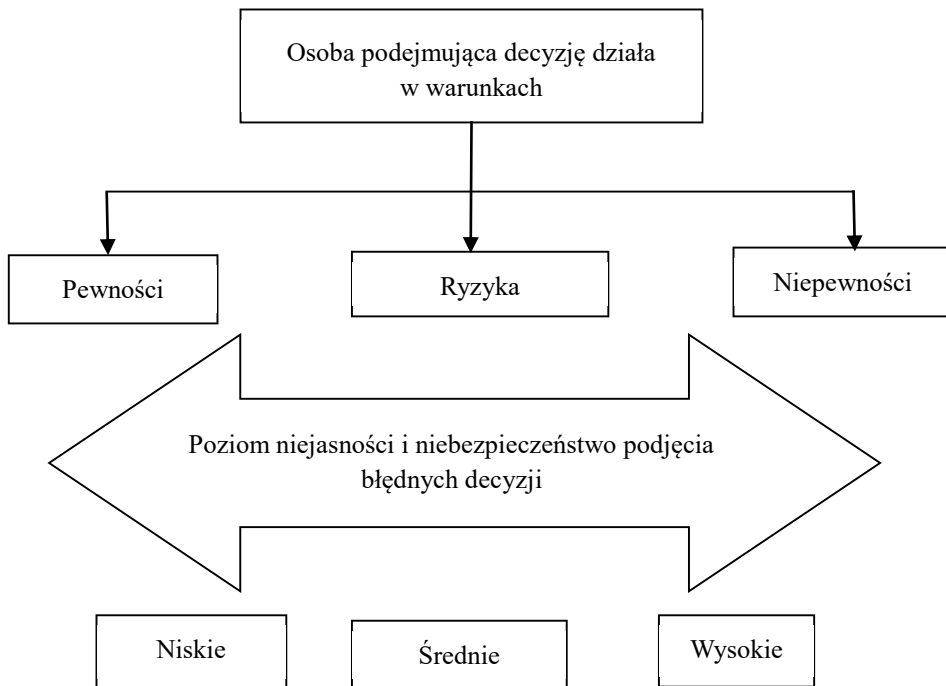 Osoba podejmująca decyzję działa
w warunkach
Pewności
Ryzyka
Niepewności
Poziom niejasności i niebezpieczeństwo podjęcia
błędnych decyzji
Niskie
Średnie
Wysokie